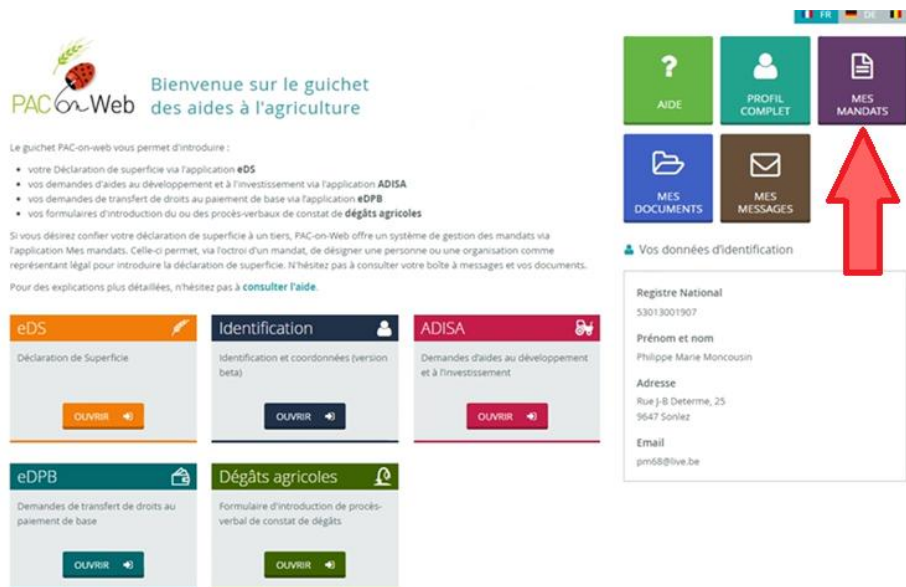 FR DE
PAC on Web
Bienvenue sur le guichet
des aides à l'agriculture
Le guichet PAC-on-web vous permet d'introduire :
• votre Déclaration de superficie via l'application eDS
• vos demandes d'aides au développement et à l'investissement via l'application ADISA
• vos demandes de transfert de droits au paiement de base via l'application eDPB
• vos formulaires d'introduction du ou des procès-verbaux de constat de dégâts agricoles
Si vous désirez confier votre déclaration de superficie à un tiers, PAC-on-Web offre un système de gestion des mandats via
l'application Mes mandats. Celle-ci permet, via l'octroi d'un mandat, de désigner une personne ou une organisation comme
représentant légal pour introduire la déclaration de superficie. N'hésitez pas à consulter votre boîte à messages et vos documents.
Pour des explications plus détaillées, n'hésitez pas à consulter l'aide.
eDS
Déclaration de Superficie
OUVRIR
Identification
Identification et coordonnées (version
beta)
OUVRIR
ADISA
Demandes d'aides au développement
et à l'investissement
OUVRIR
eDPB
Demandes de transfert de droits au
paiement de base
OUVRIR
Dégâts agricoles
Formulaire d'introduction de procès-
verbal de constat de dégâts
OUVRIR
?
AIDE
PROFIL
COMPLET
MES
MANDATS
MES
DOCUMENTS
MES
MESSAGES
Vos données d'identification
Registre National
53013001907
Prénom et nom
Philippe Marie Moncousin
Adresse
Rue J-B Determe, 25
9647 Sonlez
Email
pm68@live.be